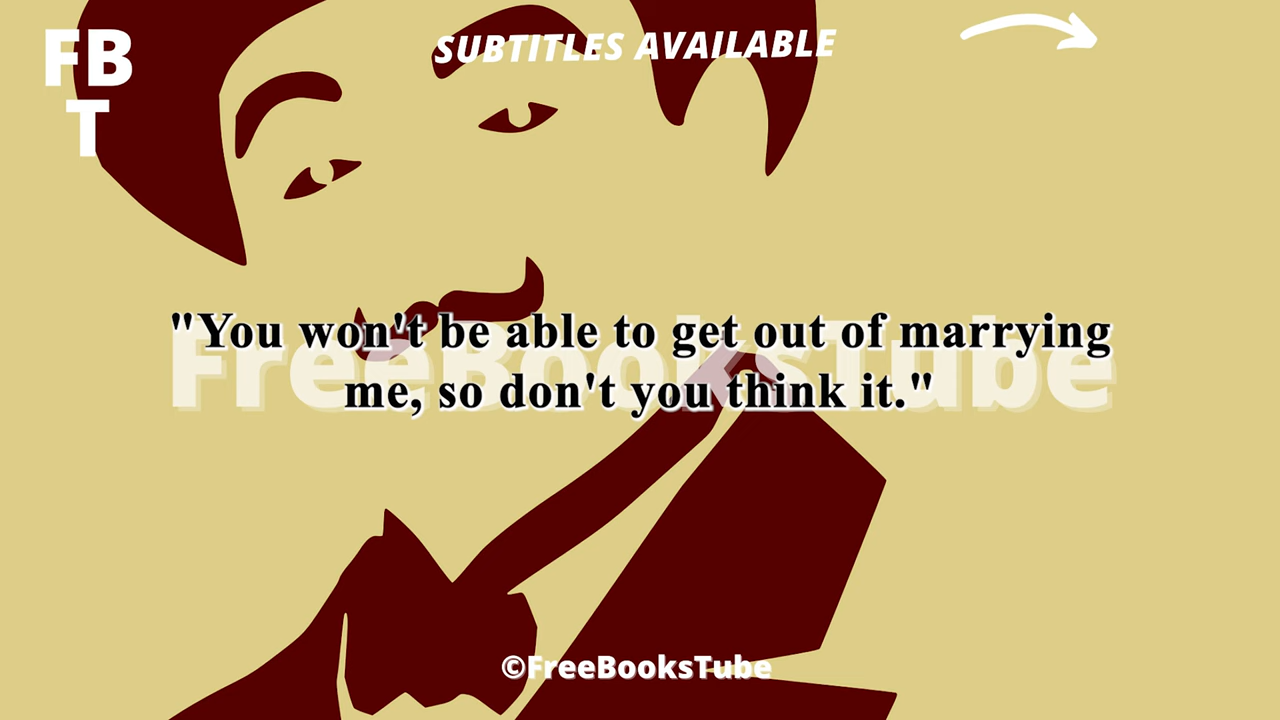 FB
T
SUBTITLES AVAILABLE
FreeBooksTube
"You won't be able to get out of marrying
me, so don't you think it."
©FreeBooksTube